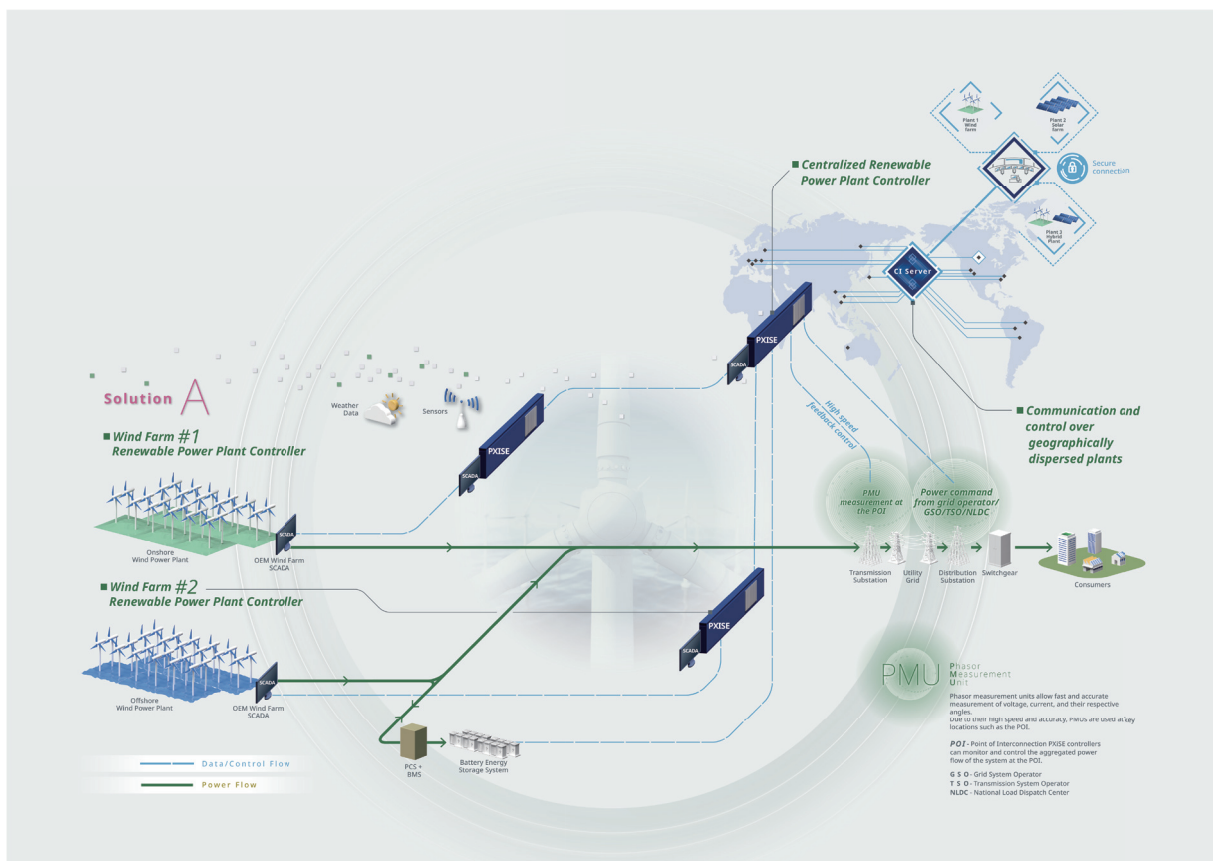 Plant 1
Wind
farm
Plant 2
Solar
farm
Secure
connection
Plant 3
Hybrid
Plant
Centralized Renewable
Power Plant Controller
CI Server
PXISE
SCADA
Solution A
Weather
Data
Sensors
PXISE
SCADA
High speed
feedback control
Communication and
control over
geographically
dispersed plants
Wind Farm #1
Renewable Power Plant Controller
SCADA
Onshore
Wind Power Plant
OEM Wind Farm
SCADA
PMU
measurement at
the POI
Power command
from grid operator/
GSO/TSO/NLDC
Transmission
Substation
Utility
Grid
Distribution
Substation
Switchgear
Consumers
Wind Farm #2
Renewable Power Plant Controller
PXISE
SCADA
SCADA
Offshore
Wind Power Plant
OEM Wind Farm
SCADA
PCS +
BMS
Battery Energy
Storage System
Data/Control Flow
Power Flow
PMU
Phasor
Measurement
Unit
Phasor measurement units allow fast and accurate
measurement of voltage, current, and their respective
angles.
Due to their high speed and accuracy, PMUs are used at key
locations such as the POI.
POI - Point of Interconnection PXiSE controllers
can monitor and control the aggregated power
flow of the system at the POI.
G S O - Grid System Operator
T S O - Transmission System Operator
NLDC - National Load Dispatch Center